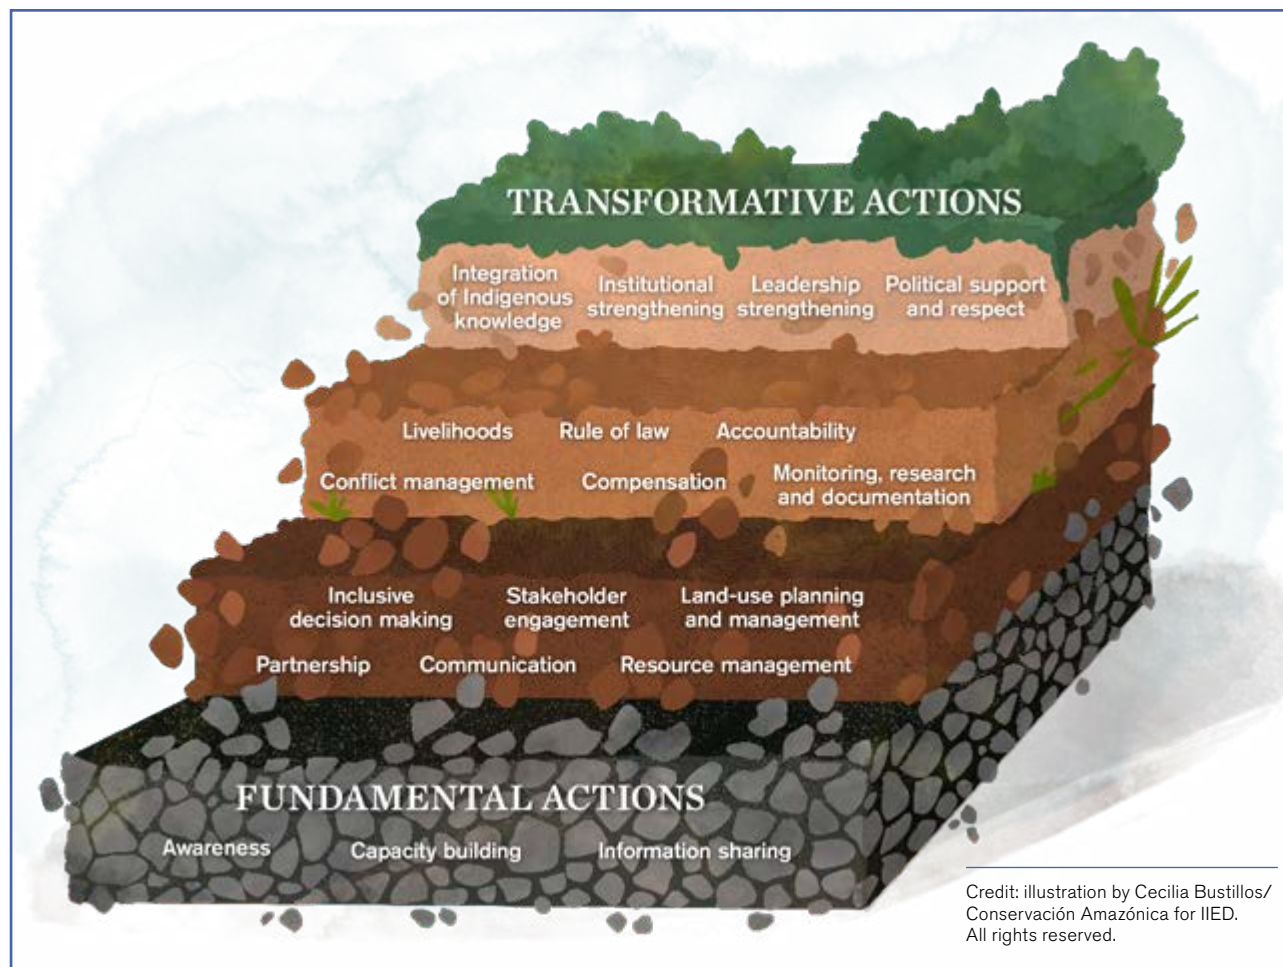 TRANSFORMATIVE ACTIONS
Integration
of Indigenous
knowledge
Institutional
strengthening
Leadership
strengthening
Political support
and respect
Livelihoods
Rule of law
Accountability
Conflict management
Compensation
Monitoring, research
and documentation
Inclusive
decision making
Stakeholder
engagement
Land-use planning
and management
Partnership
Communication
Resource management
FUNDAMENTAL ACTIONS
Awareness
Capacity building
Information sharing
Credit: illustration by Cecilia Bustillos/
Conservación Amazónica for IIED.
All rights reserved.